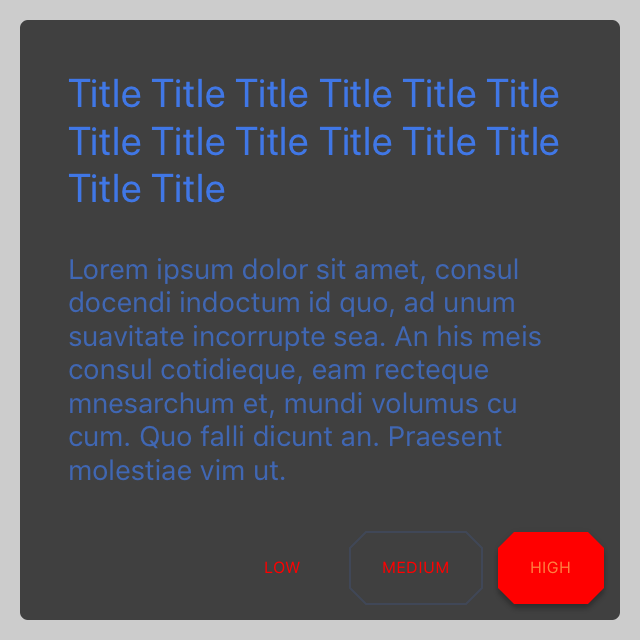 Title Title Title Title Title Title
Title Title Title Title Title Title
Title Title
Lorem ipsum dolor sit amet, consul
docendi indoctum id quo, ad unum
suavitate incorrupte sea. An his meis
consul cotidieque, eam recteque
mnesarchum et, mundi volumus cu
cum. Quo falli dicunt an. Praesent
molestiae vim ut.
LOW MEDIUM HIGH